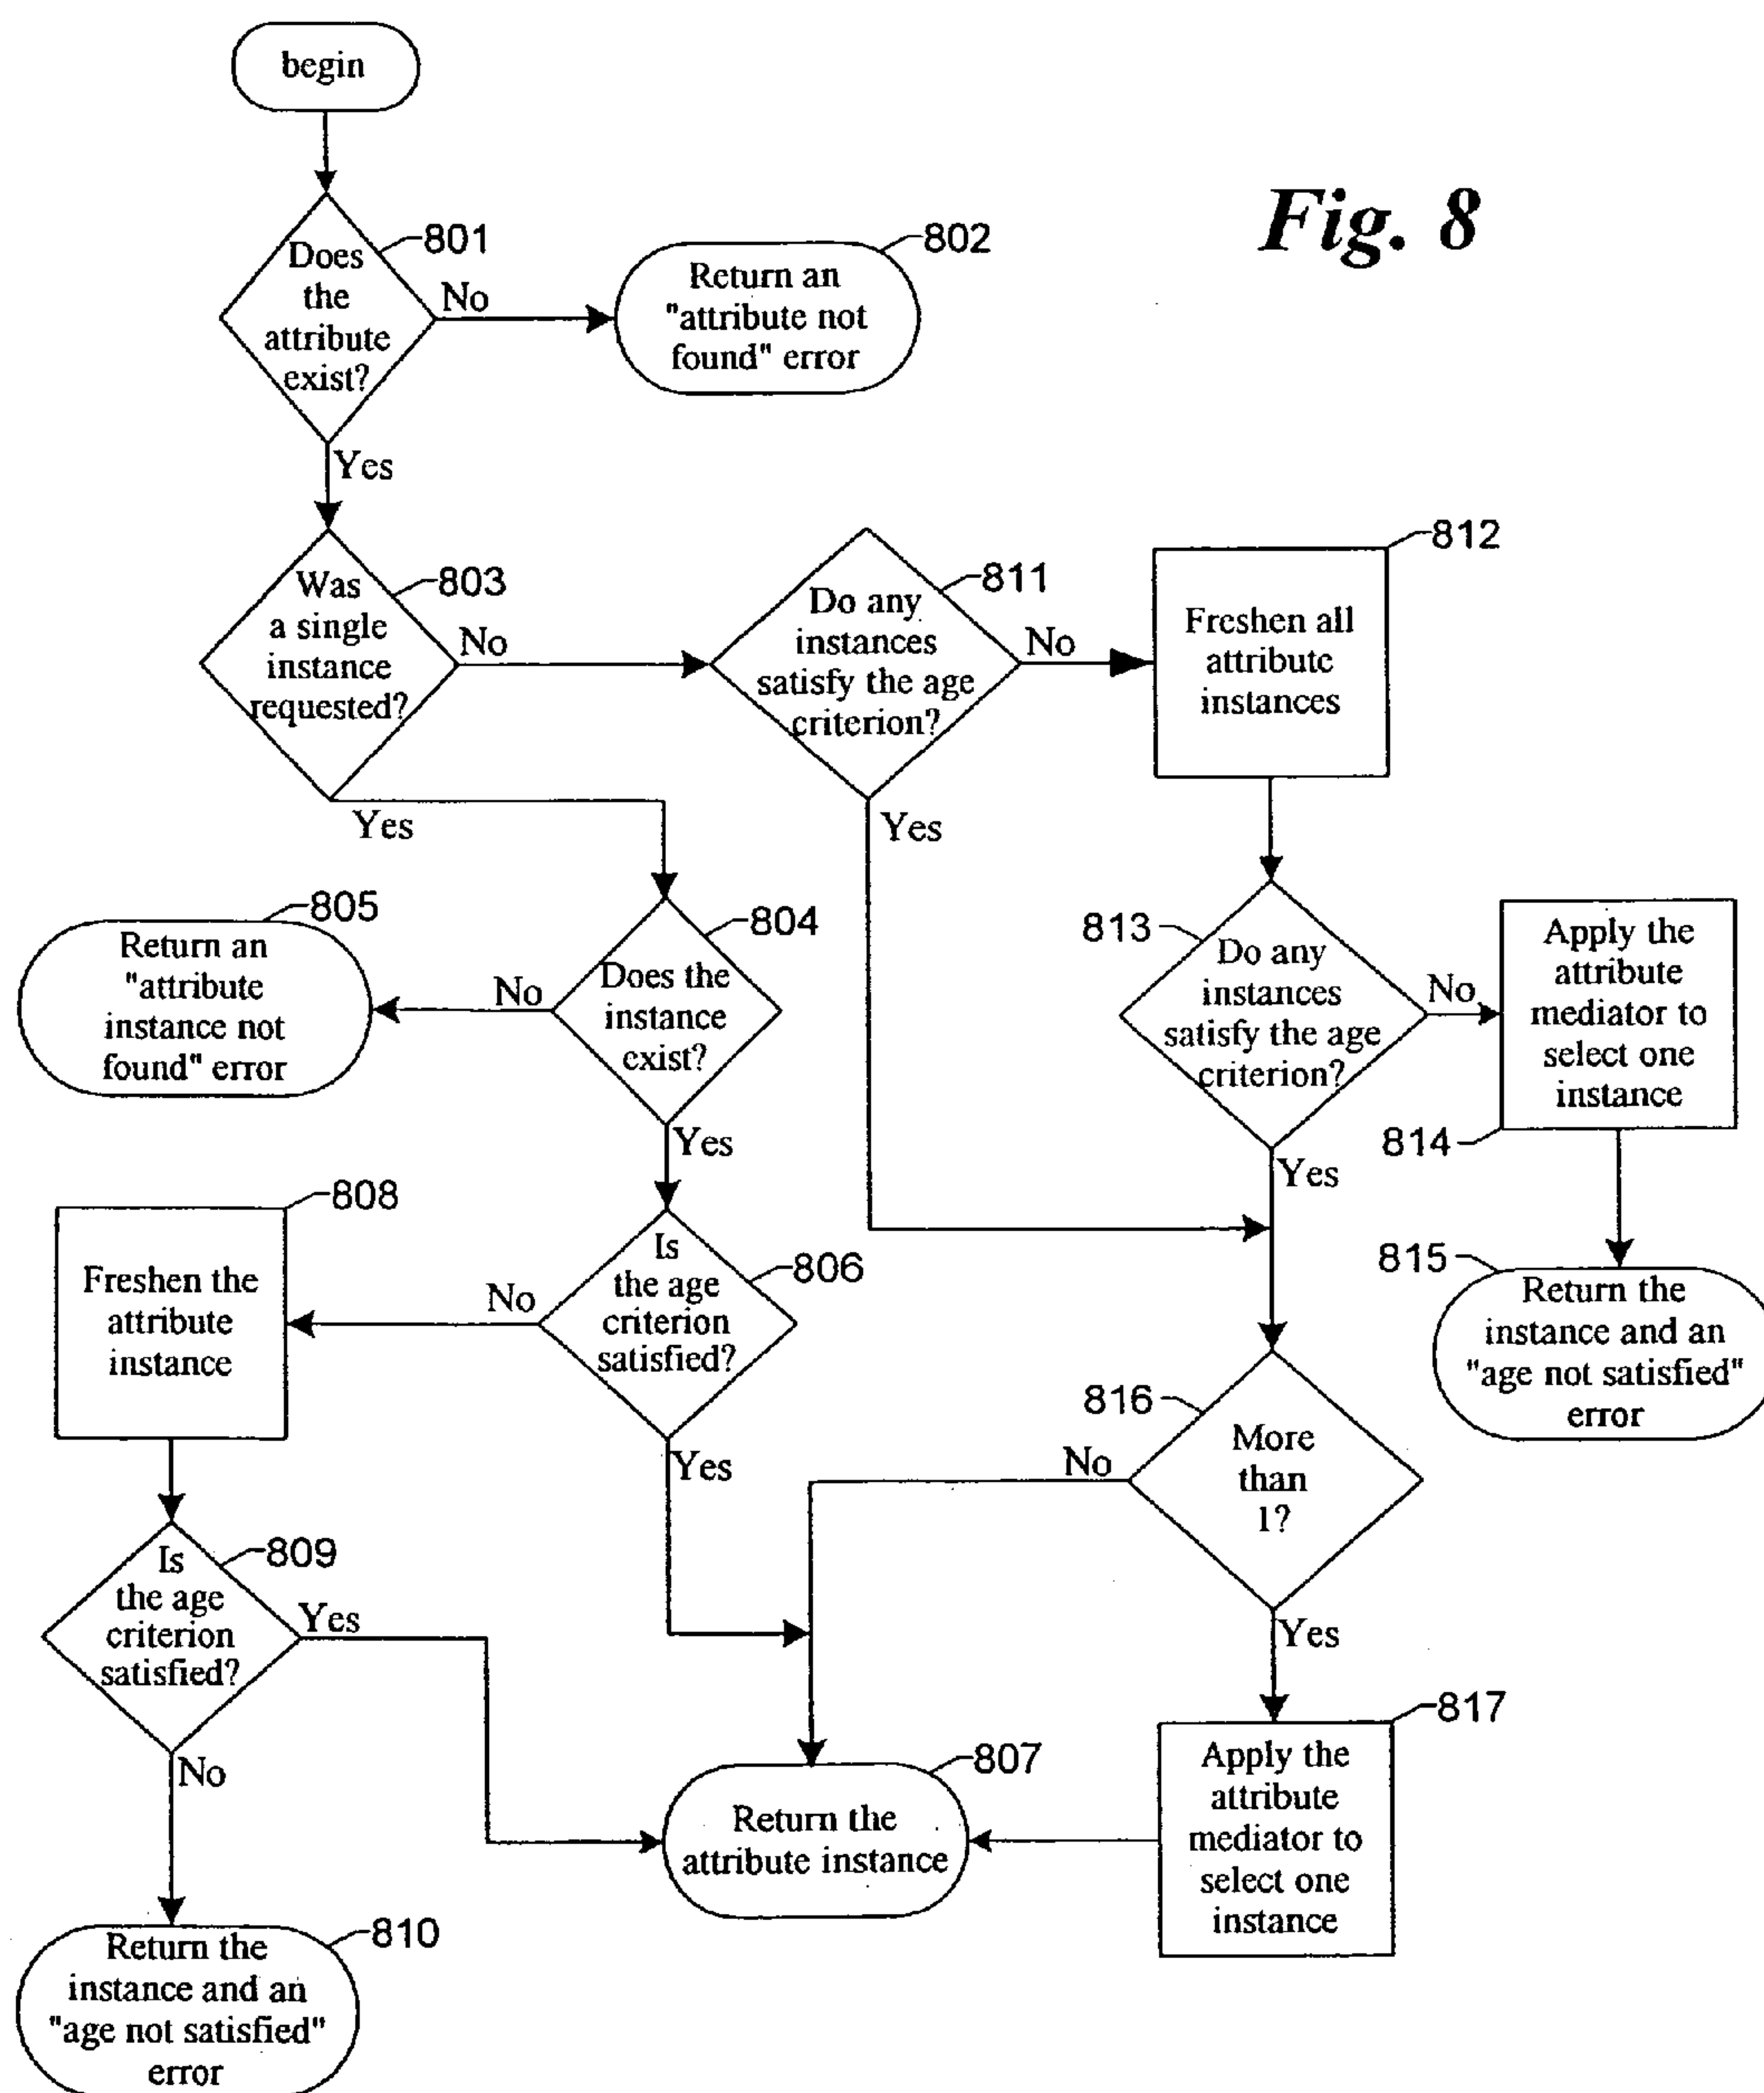 begin
Fig. 8
801
Does
the
attribute
exist?
No
802
Return an
"attribute not
found" error
Yes
803
Was
a single
instance
requested?
No
811
Do any
instances
satisfy the age
criterion?
No
812
Freshen all
attribute
instances
Yes
Yes
805
Return an
"attribute
instance not
found" error
No
804
Does the
instance
exist?
813
Do any
instances
satisfy the age
criterion?
No
Apply the
attribute
mediator to
select one
instance
814
Yes
Yes
808
Freshen the
attribute
instance
No
806
Is
the age
criterion
satisfied?
815
Return the
instance and an
"age not satisfied"
error
Yes
816
More
than
1?
No
809
Is
the age
criterion
satisfied?
Yes
Yes
No
807
Return the
attribute instance
817
Apply the
attribute
mediator to
select one
instance
810
Return the
instance and an
"age not satisfied"
error